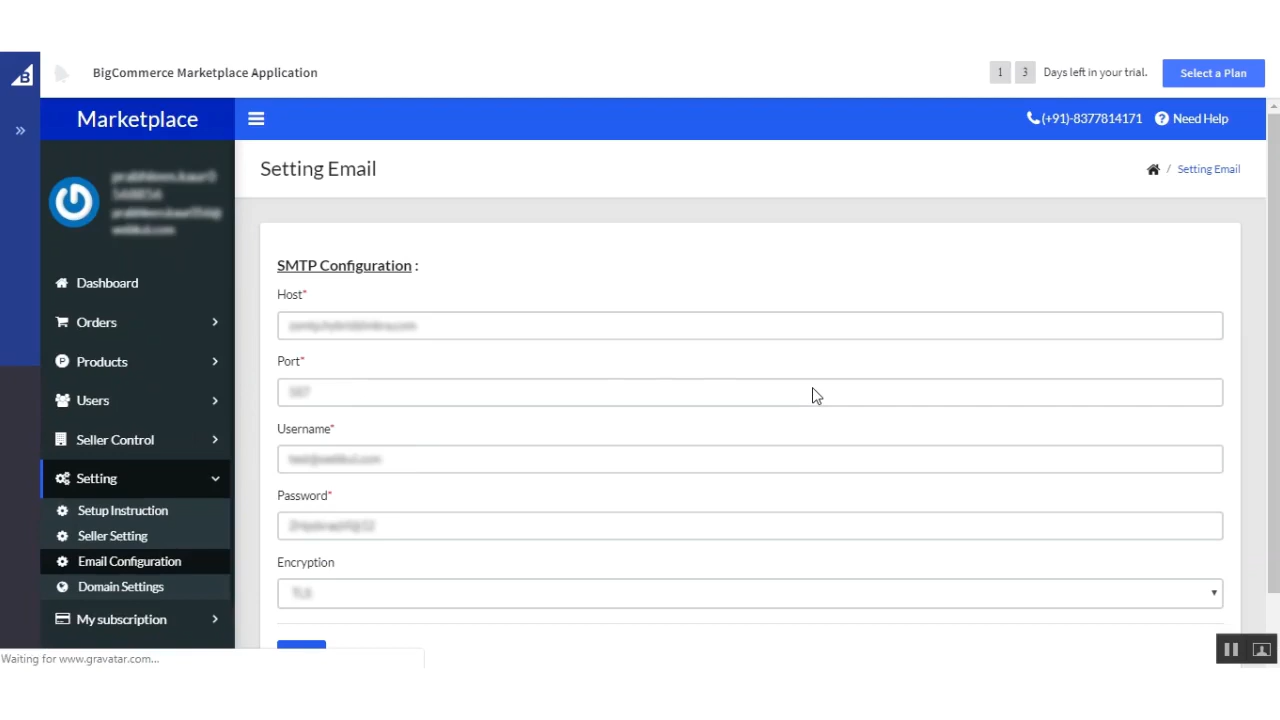 BigCommerce Marketplace Application
1 3 Days left in your trial. Select a Plan
Marketplace
(+91)-8377814171 Need Help
Setting Email
/ Setting Email
Dashboard
Orders
Products
Users
Seller Control
Setting
Setup Instruction
Seller Setting
Email Configuration
Domain Settings
My subscription
SMTP Configuration :
Host*
Port*
Username*
Password*
Encryption
Waiting for www.gravatar.com...